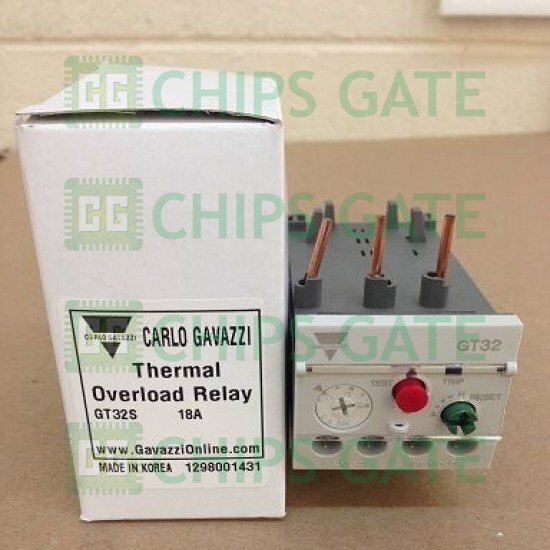 CHIPS GATE
CHIPS GATE
CHIPS GATE
CHIPS GATE
CARLO GAVAZZI
CARLO GAVAZZI
Thermal
Overload Relay
GT32S 18A
www.GavazziOnline.com
MADE IN KOREA 1298001431
GT32
TEST
TRIP
H
RESET